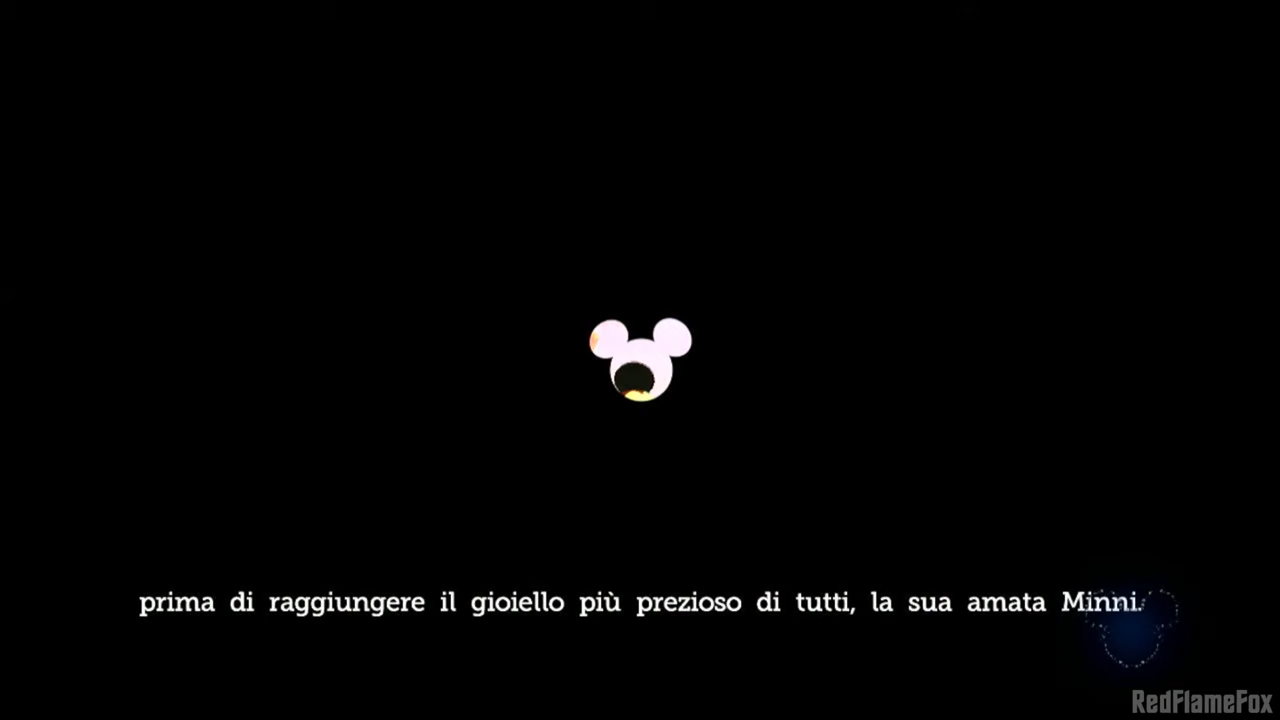 prima di raggiungere il gioiello più prezioso di tutti, la sua amata Minni.
RedFlameFox